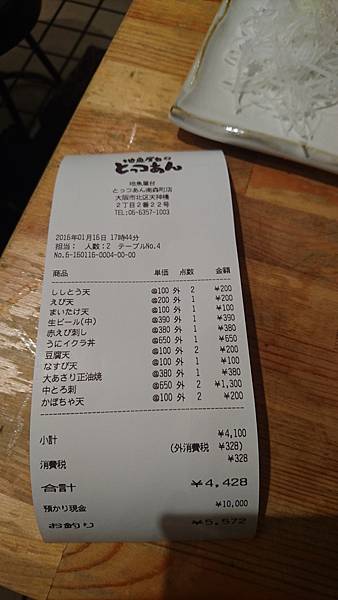 地魚屋台
とっつあん
地魚屋台
とっつあん南森町店
大阪市北区天神橋
2丁目2番22号
TEL:06-6357-1003
2016年01月16日 17時44分
担当: 人数:2 テーブルNo.4
No.6-160116-0004-00-00
商品 単価 点数 金額
ししとう天 @100 外 2 ¥200
えび天 @200 外 1 ¥200
まいたけ天 @100 外 1 ¥100
生ビール(中) @390 外 1 ¥390
赤えび刺し @380 外 1 ¥380
うにイクラ丼 @650 外 1 ¥650
豆腐天 @100 外 2 ¥200
なすび天 @100 外 1 ¥100
大あさり正油焼 @380 外 1 ¥380
中とろ刺 @650 外 2 ¥1,300
かぼちゃ天 @100 外 2 ¥200
小計 ¥4,100
(外消費税 ¥328)
消費税 ¥328
合計 ¥4,428
預かり現金 ¥10,000
お釣り ¥5,572